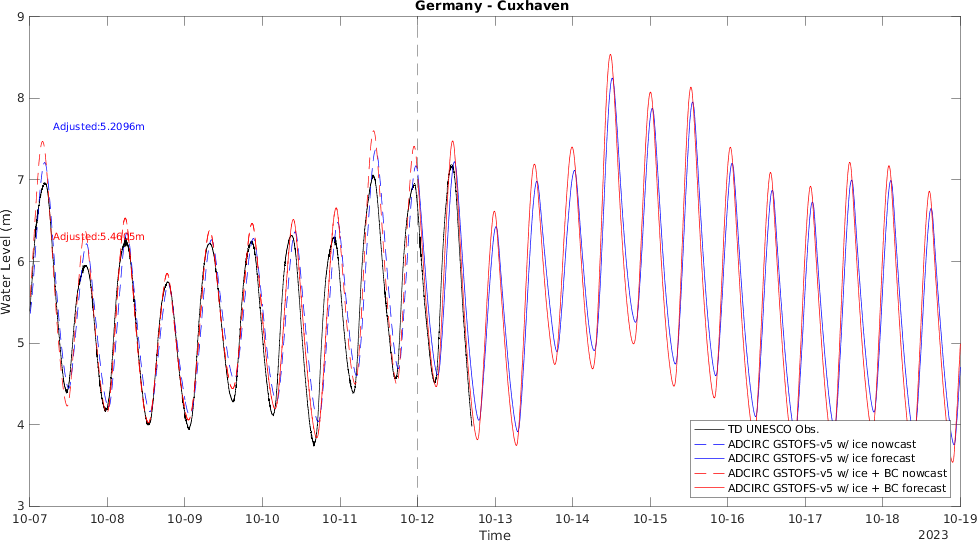 Germany - Cuxhaven
9
8
7
6
5
4
3
Water Level (m)
Adjusted:5.2096m
TD UNESCO Obs.
ADCIRC GSTOFS-v5 w/ ice nowcast
ADCIRC GSTOFS-v5 w/ ice forecast
ADCIRC GSTOFS-v5 w/ ice + BC nowcast
ADCIRC GSTOFS-v5 w/ ice + BC forecast
10-07 10-08 10-09 10-10 10-11 10-12 10-13 10-14 10-15 10-16 10-17 10-18 10-19
Time
2023